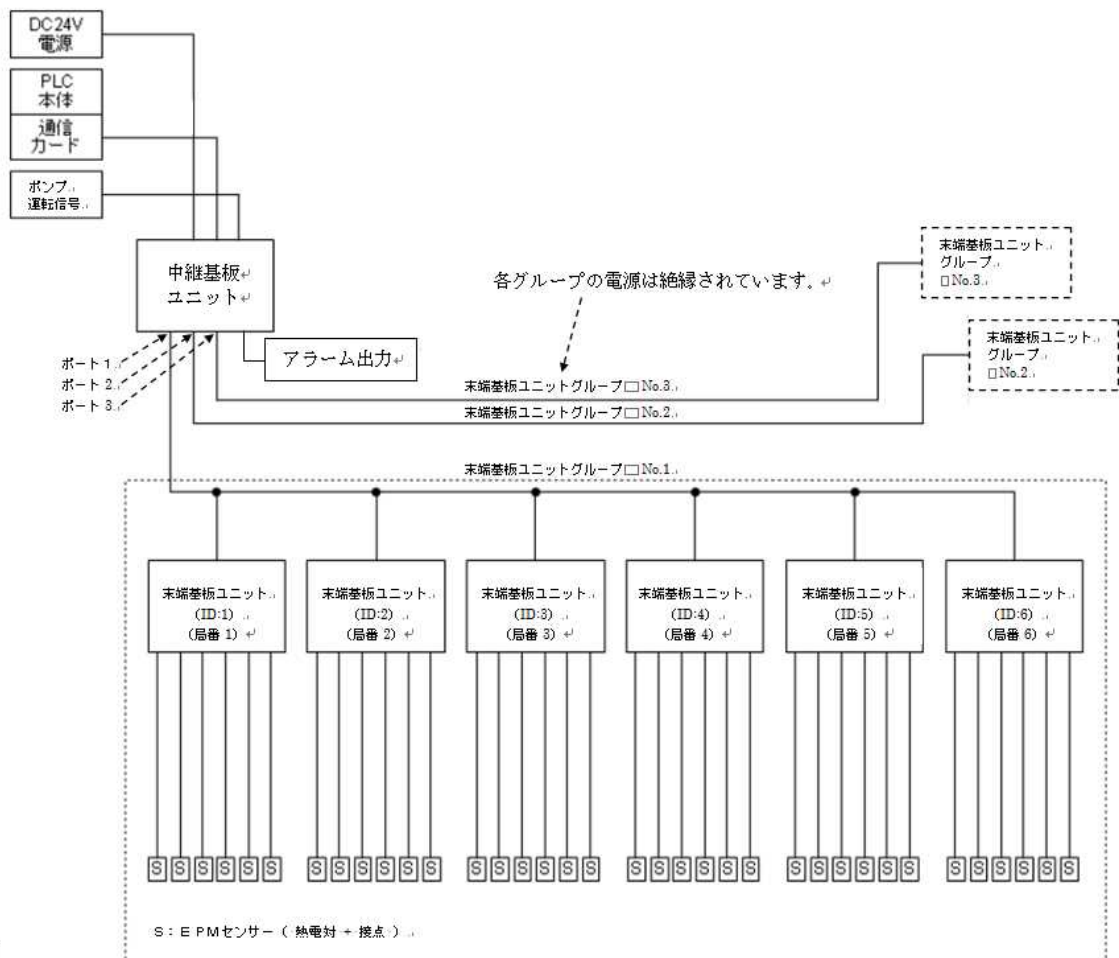 DC24V
電源
PLC
本体
通信
カード
ポンプ
運転信号
中継基板
ユニット
各グループの電源は絶縁されています。
末端基板ユニット
グループ
□No.3
末端基板ユニット
グループ
□No.2
ポート1
ポート2
ポート3
アラーム出力
末端基板ユニットグループ□No.3
末端基板ユニットグループ□No.2
末端基板ユニットグループ□No.1
末端基板ユニット
(ID:1)
(局番 1)
末端基板ユニット
(ID:2)
(局番 2)
末端基板ユニット
(ID:3)
(局番 3)
末端基板ユニット
(ID:4)
(局番 4)
末端基板ユニット
(ID:5)
(局番 5)
末端基板ユニット
(ID:6)
(局番 6)
S S S S S S S S S S S S S S S S S S S S S S S S S S S S S S S S S S S S
S:EPMセンサー(熱電対+接点)